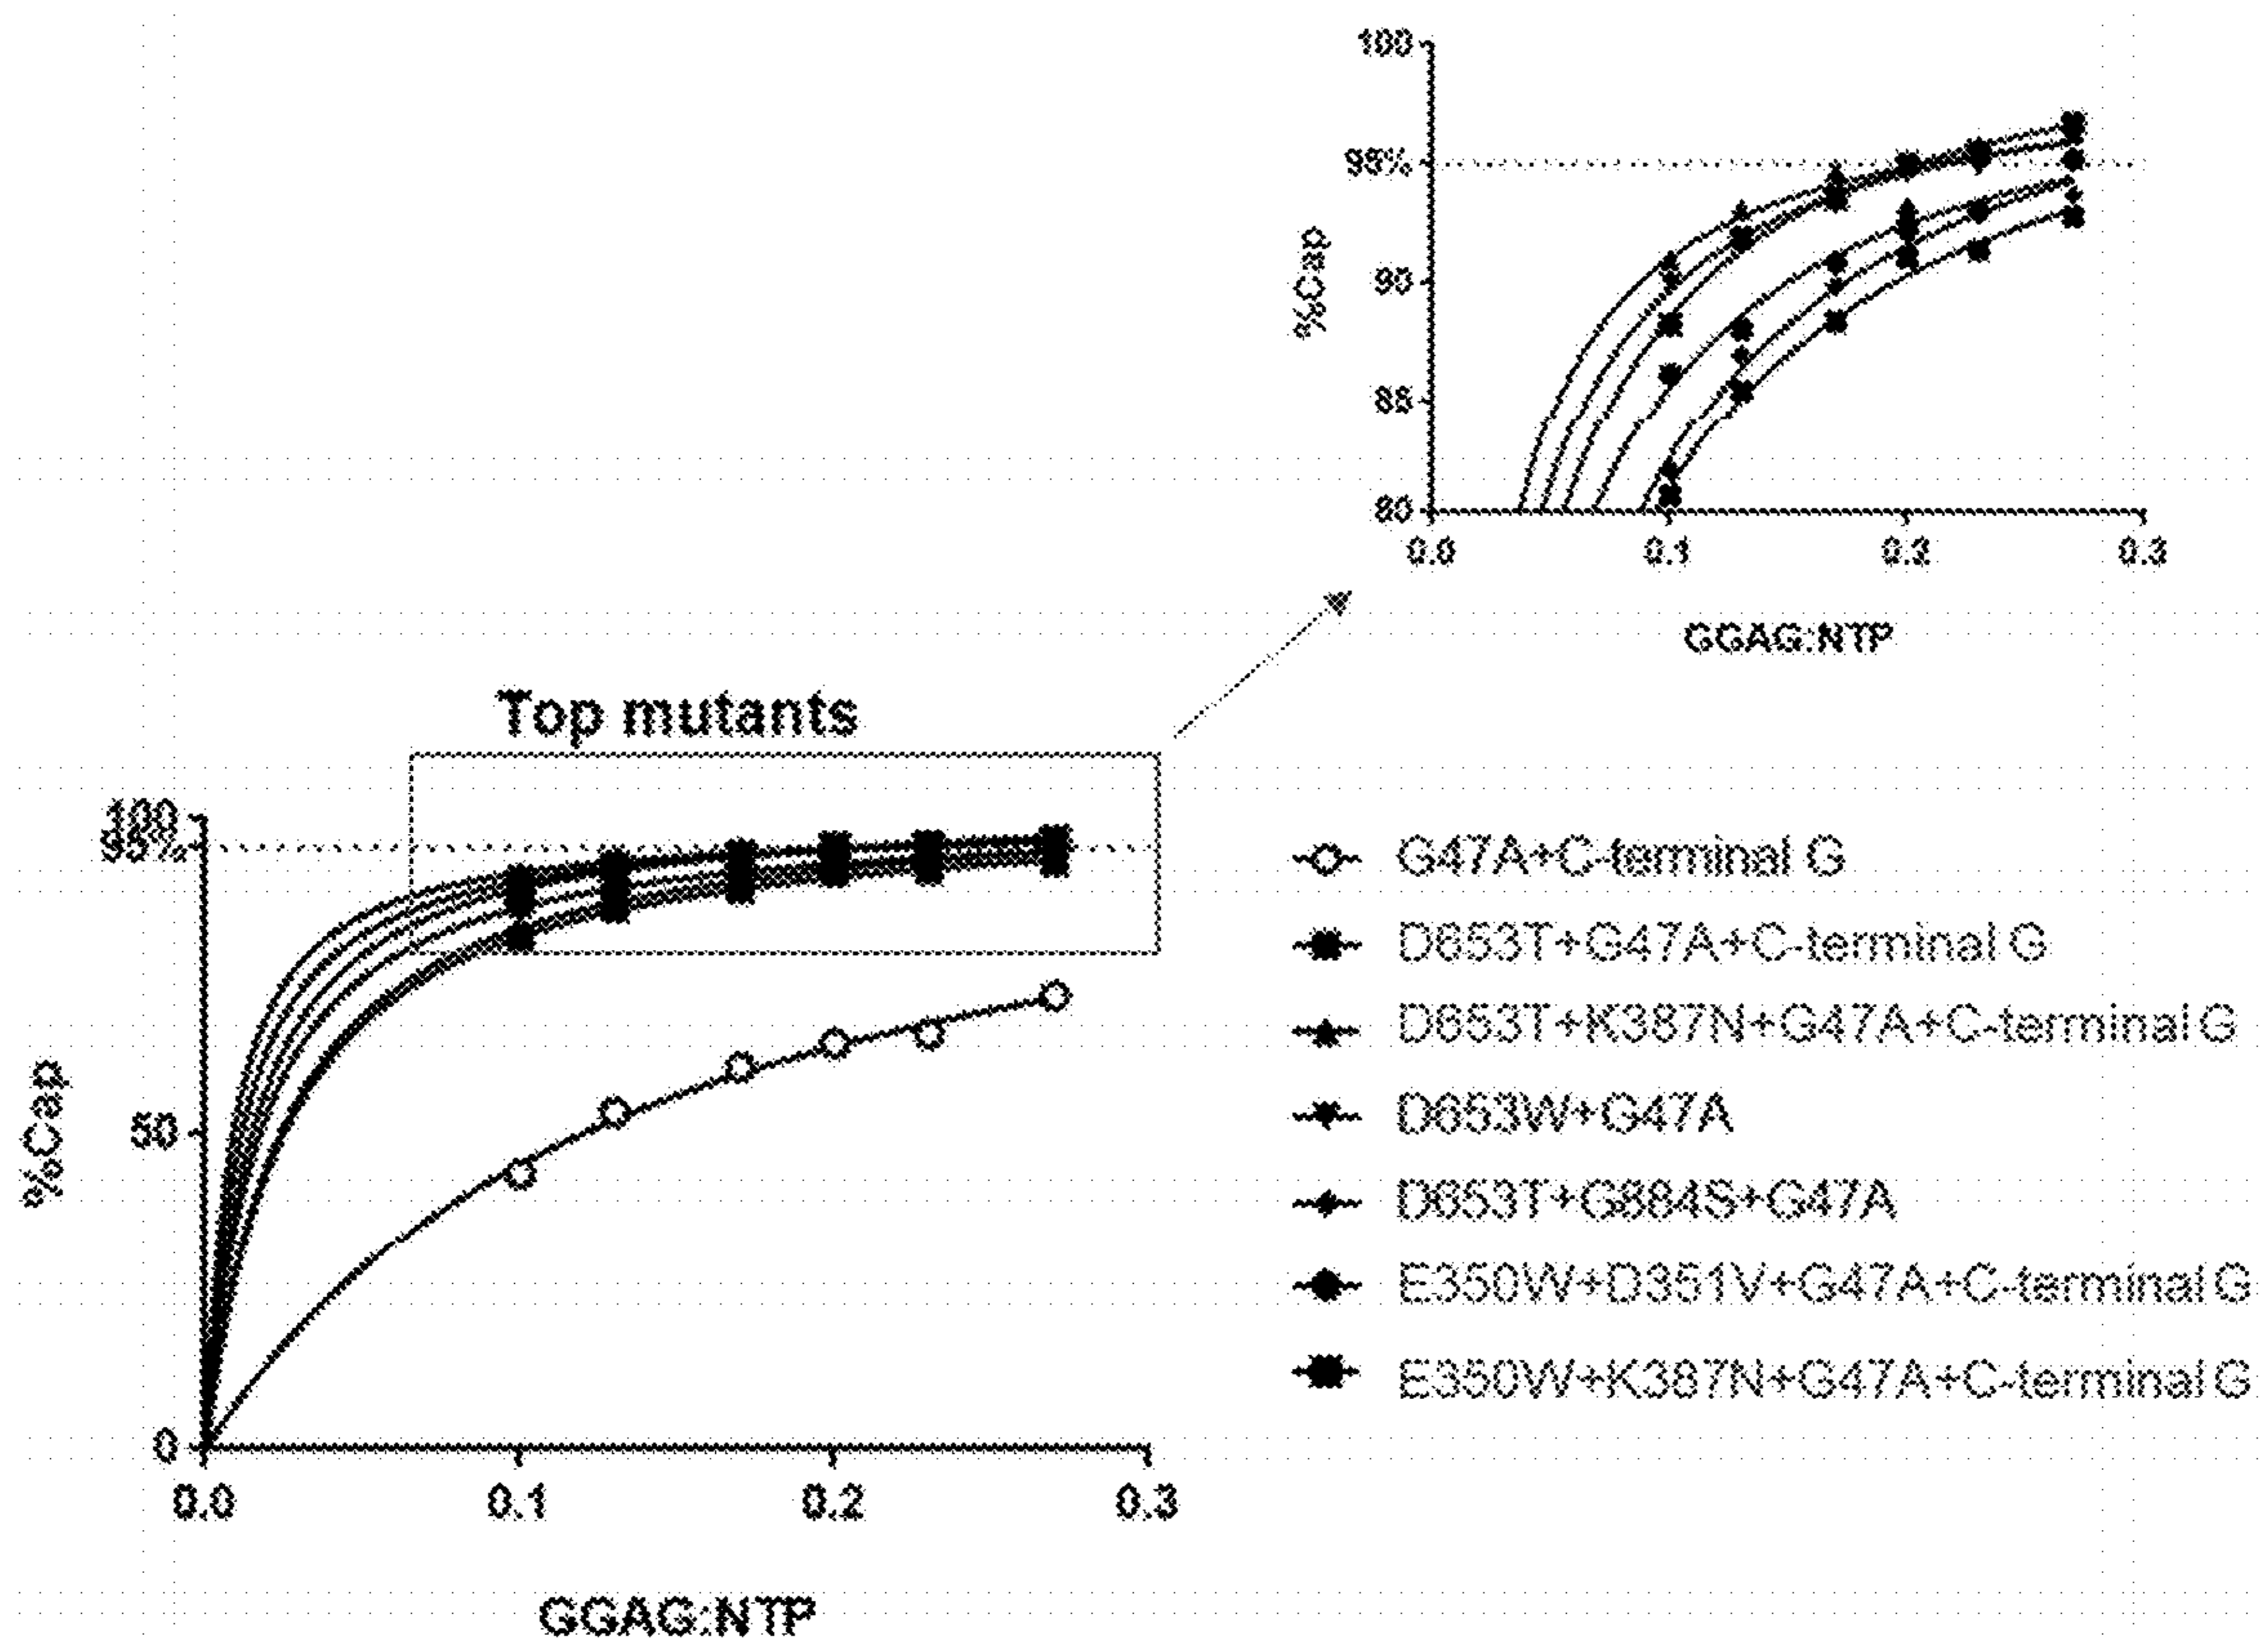 100
95%
90
85
80
%Cap
0.0
0.1
0.2
0.3
GGAG:NTP
Top mutants
100
95%
50
0
%Cap
0.0
0.1
0.2
0.3
GGAG:NTP
G47A+C-terminal G
D653T+G47A+C-terminal G
D653T+K387N+G47A+C-terminal G
D653W+G47A
D653T+G884S+G47A
E350W+D351V+G47A+C-terminal G
E350W+K387N+G47A+C-terminal G